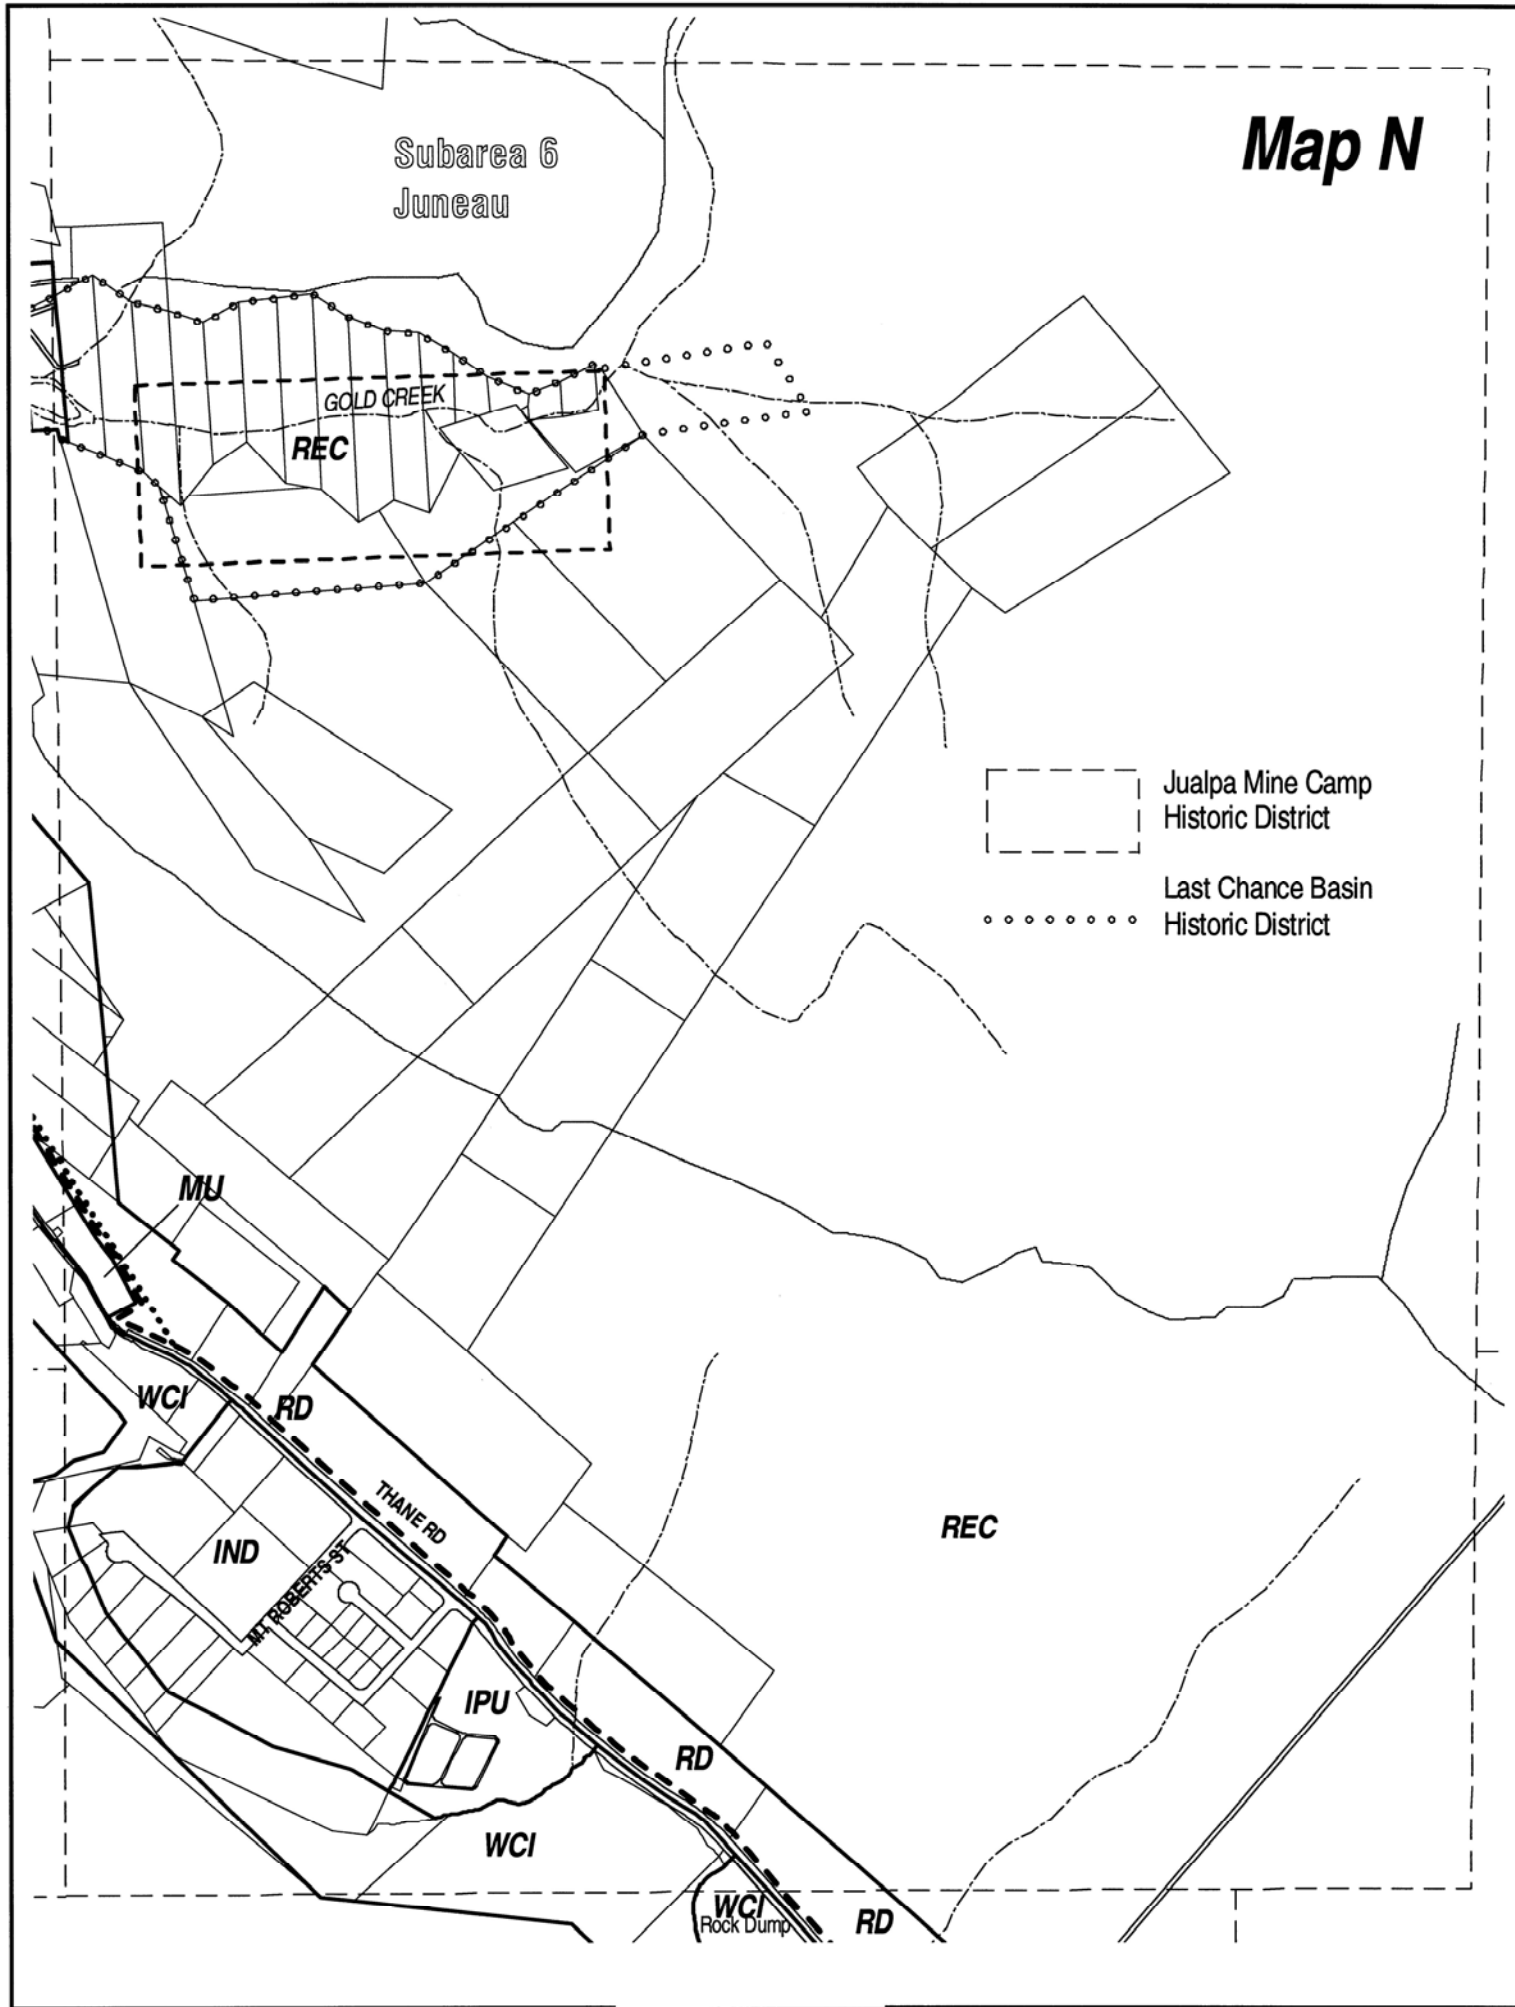 Map N
Subarea 6
Juneau
GOLD CREEK
REC
Jualpa Mine Camp
Historic District
Last Chance Basin
Historic District
MU
WCI
RD
THANE RD
REC
IND
MT. ROBERTS ST
IPU
RD
WCI
WCI
Rock Dump
RD